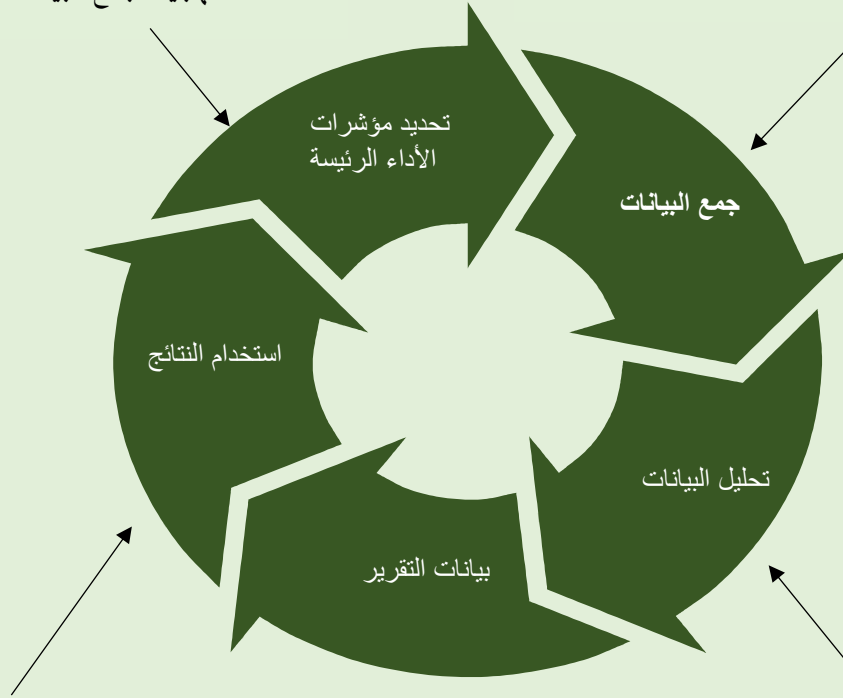 تحديد مؤشرات
الأداء الرئيسة
جمع البيانات
تحليل البيانات
بيانات التقرير
استخدام النتائج